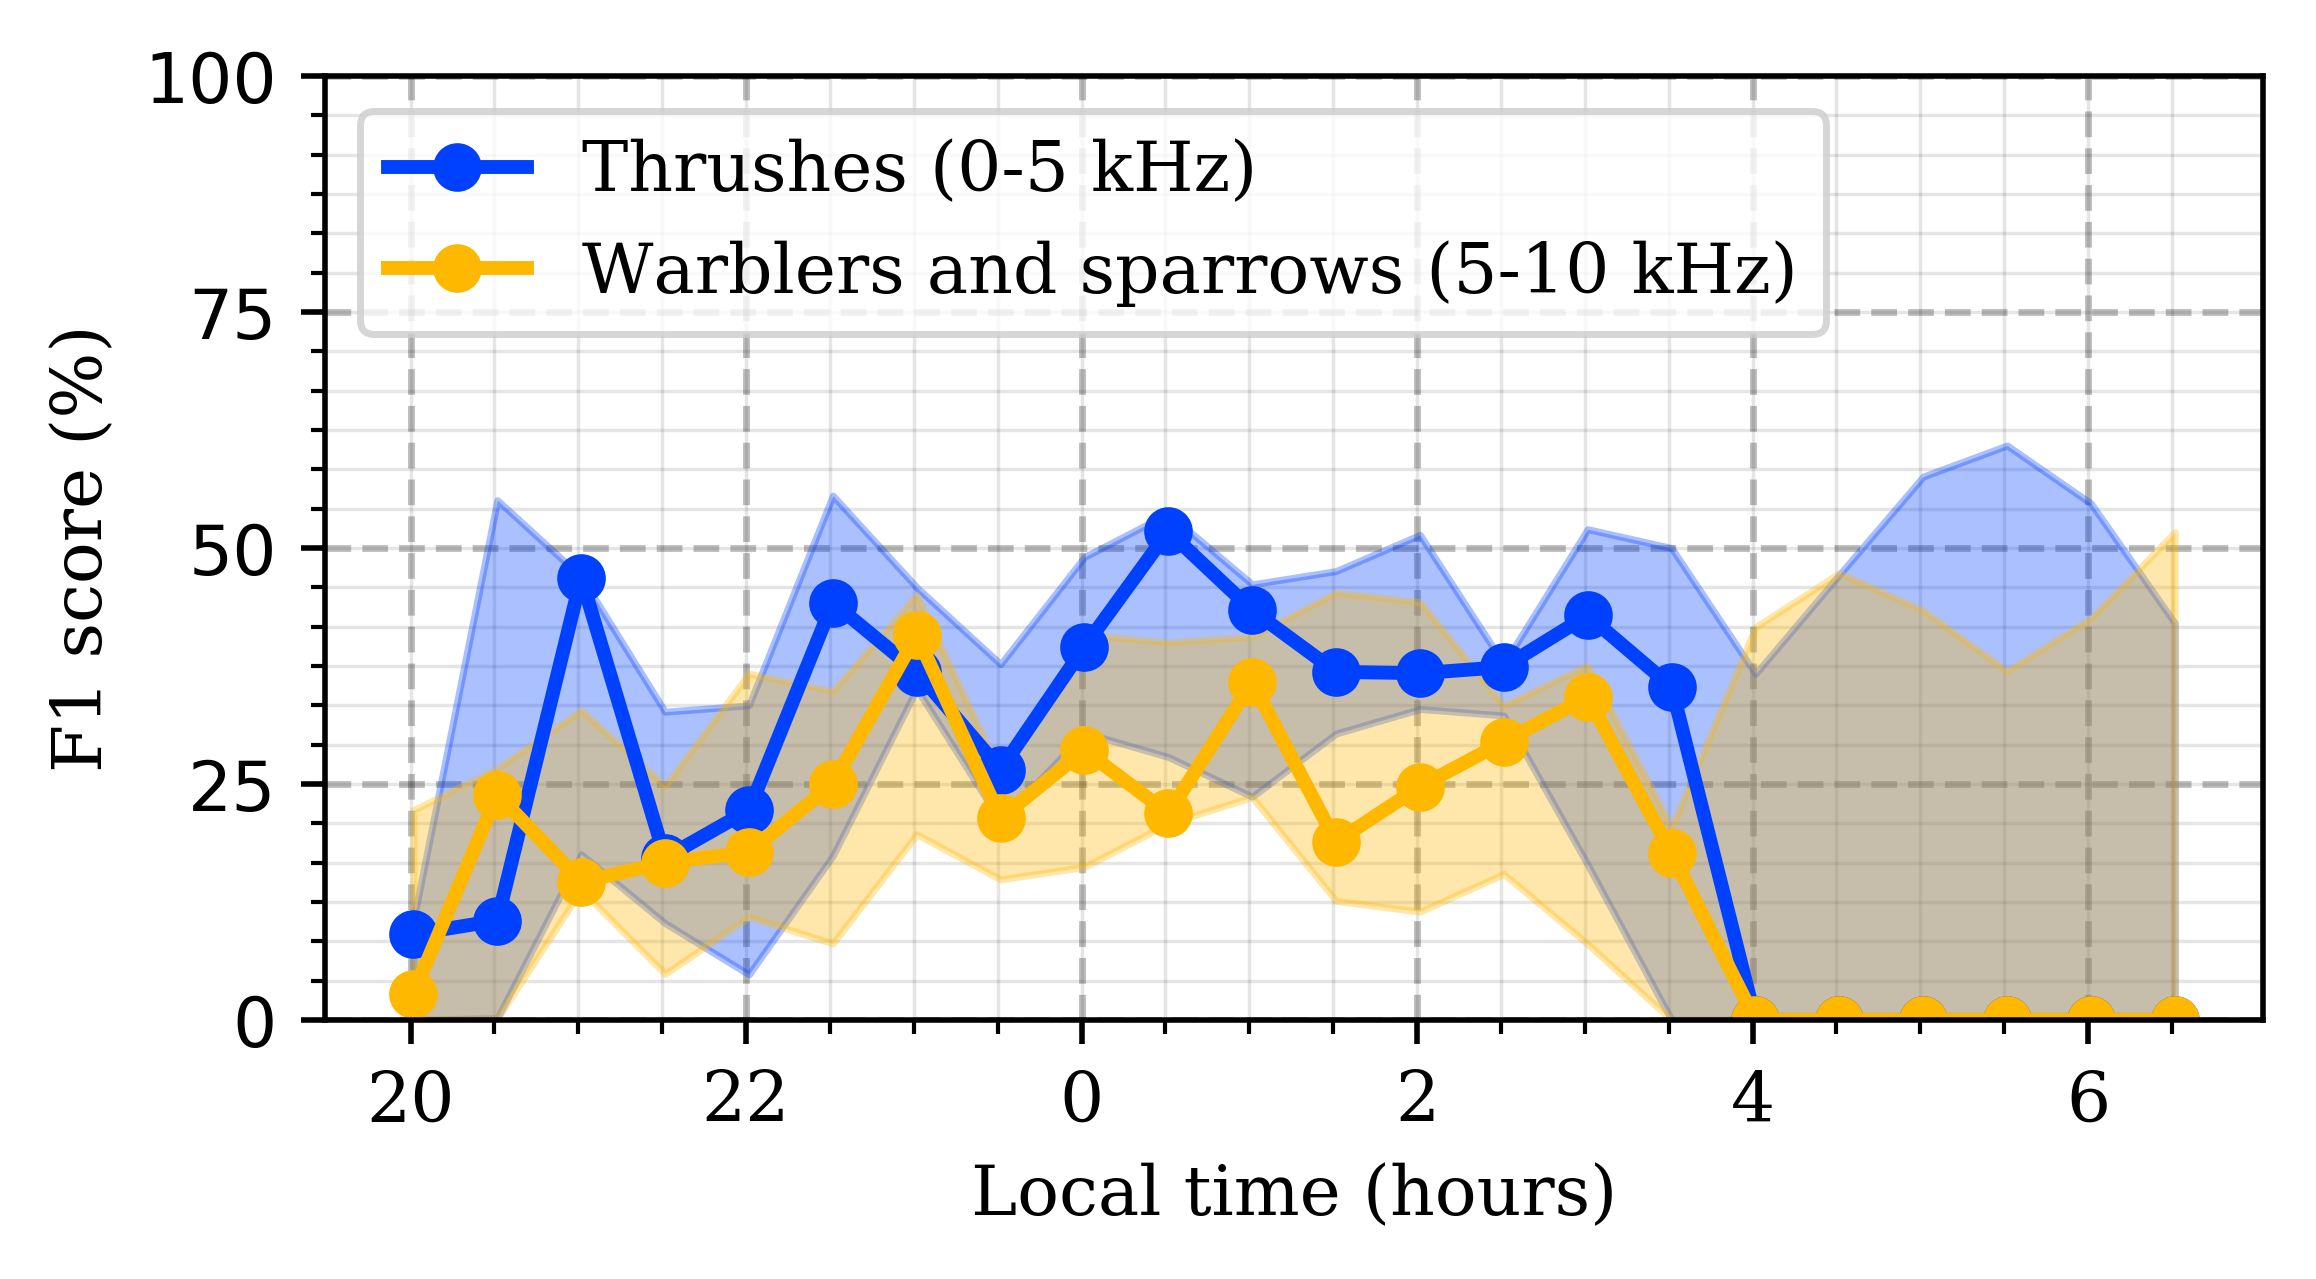 100
75
50
25
0
F1 score (%)
Thrushes (0-5 kHz)
Warblers and sparrows (5-10 kHz)
20 22 0 2 4 6
Local time (hours)